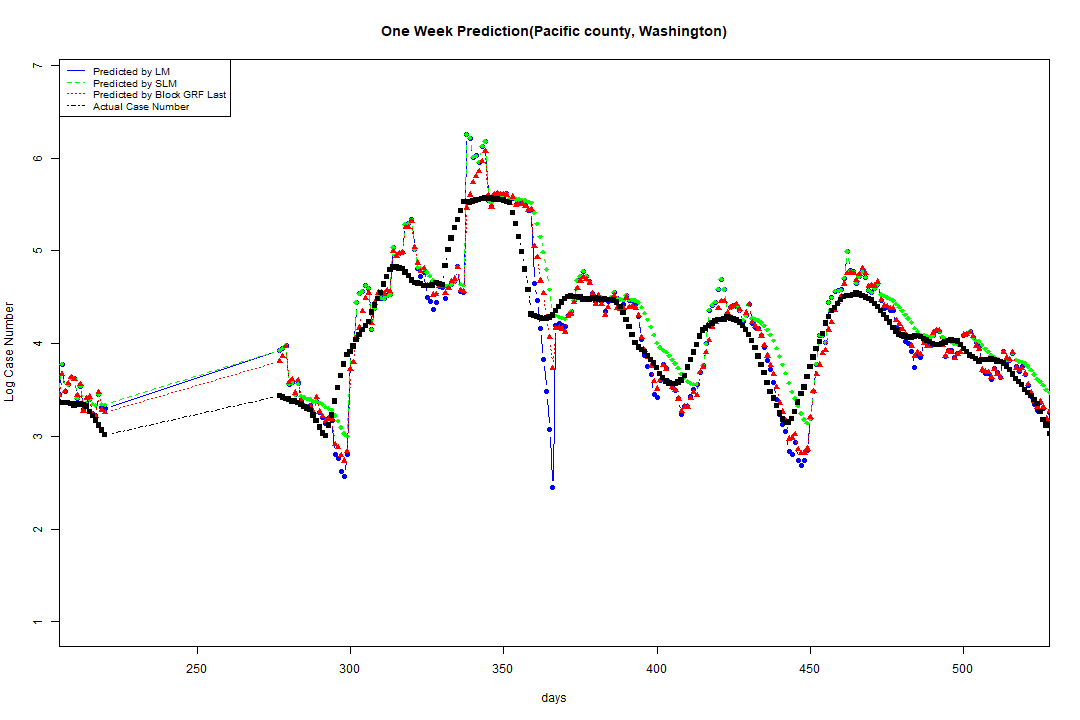 One Week Prediction(Pacific county, Washington)
Predicted by LM
Predicted by SLM
Predicted by Block GRF Last
Actual Case Number
Log Case Number
7
6
5
4
3
2
1
250 300 350 400 450 500
days